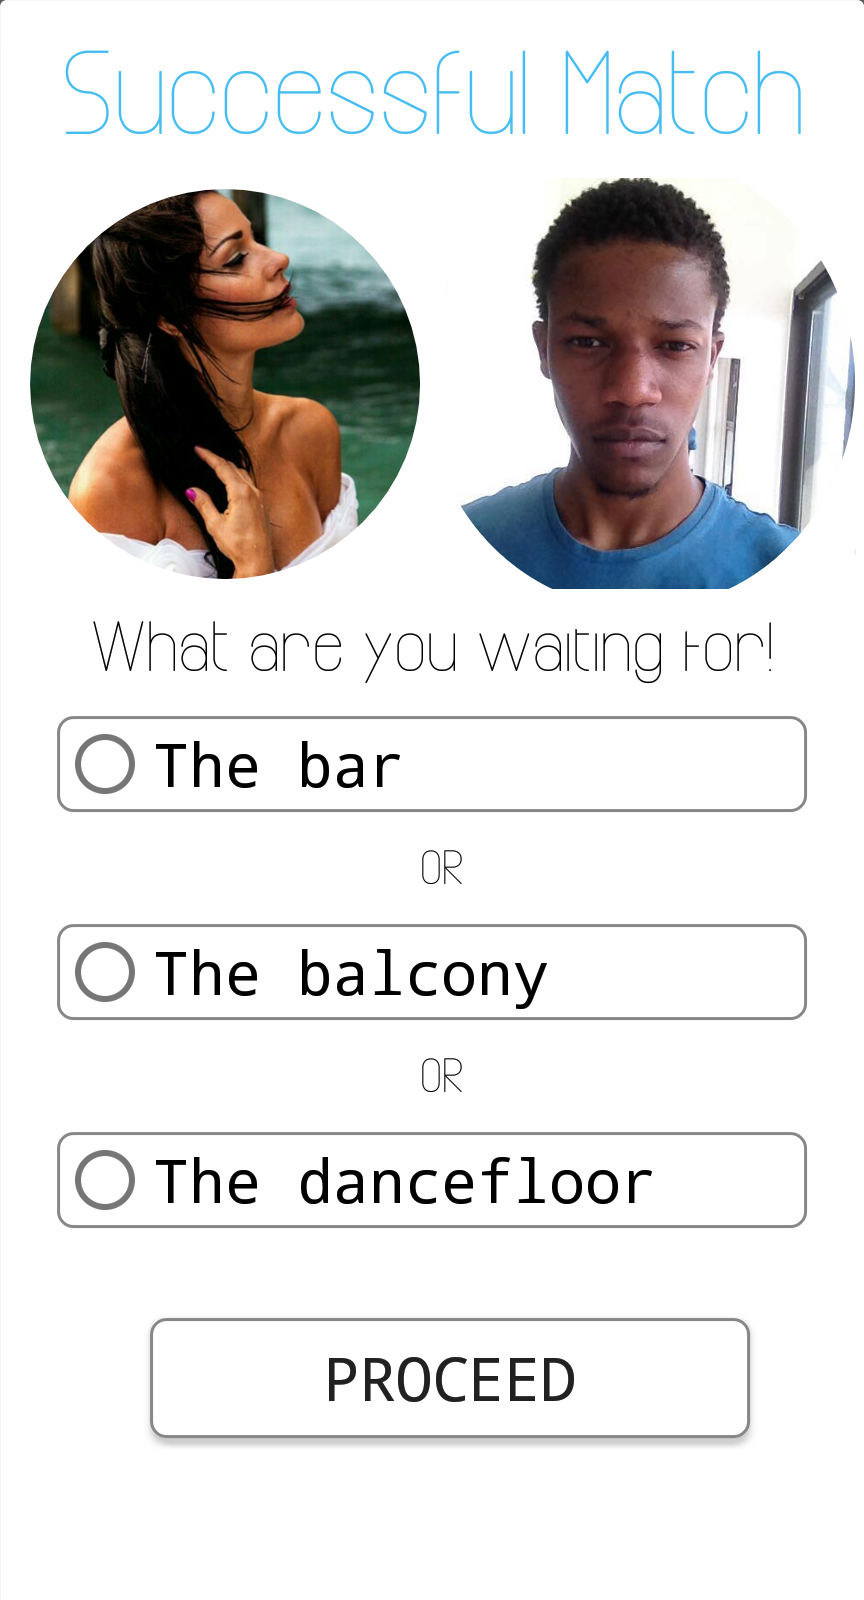 Successful Match
What are you waiting for!
The bar
OR
The balcony
OR
The dancefloor
PROCEED